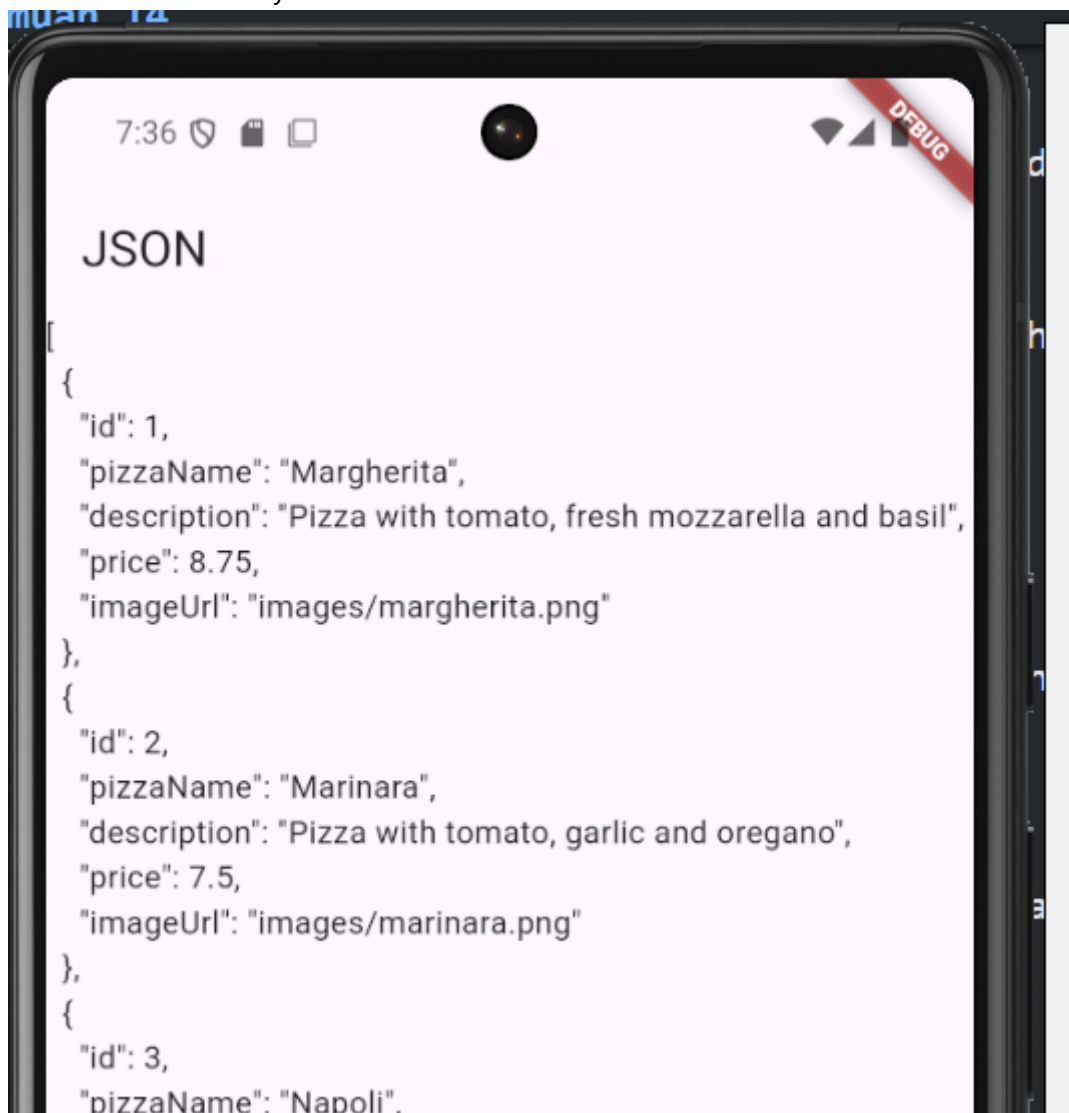 muan 14
7:36
DEBUG
JSON
[
{
"id": 1,
"pizzaName": "Margherita",
"description": "Pizza with tomato, fresh mozzarella and basil",
"price": 8.75,
"imageUrl": "images/margherita.png"
},
{
"id": 2,
"pizzaName": "Marinara",
"description": "Pizza with tomato, garlic and oregano",
"price": 7.5,
"imageUrl": "images/marinara.png"
},
{
"id": 3,
"pizzaName": "Napoli",